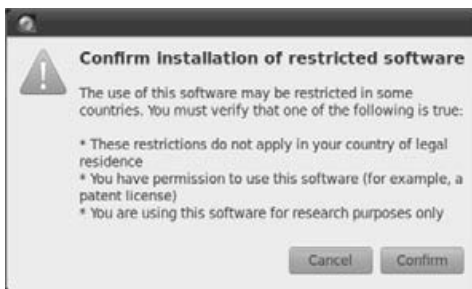 Confirm installation of restricted software
The use of this software may be restricted in some
countries. You must verify that one of the following is true:
* These restrictions do not apply in your country of legal
residence
* You have permission to use this software (for example, a
patent license)
* You are using this software for research purposes only
Cancel Confirm